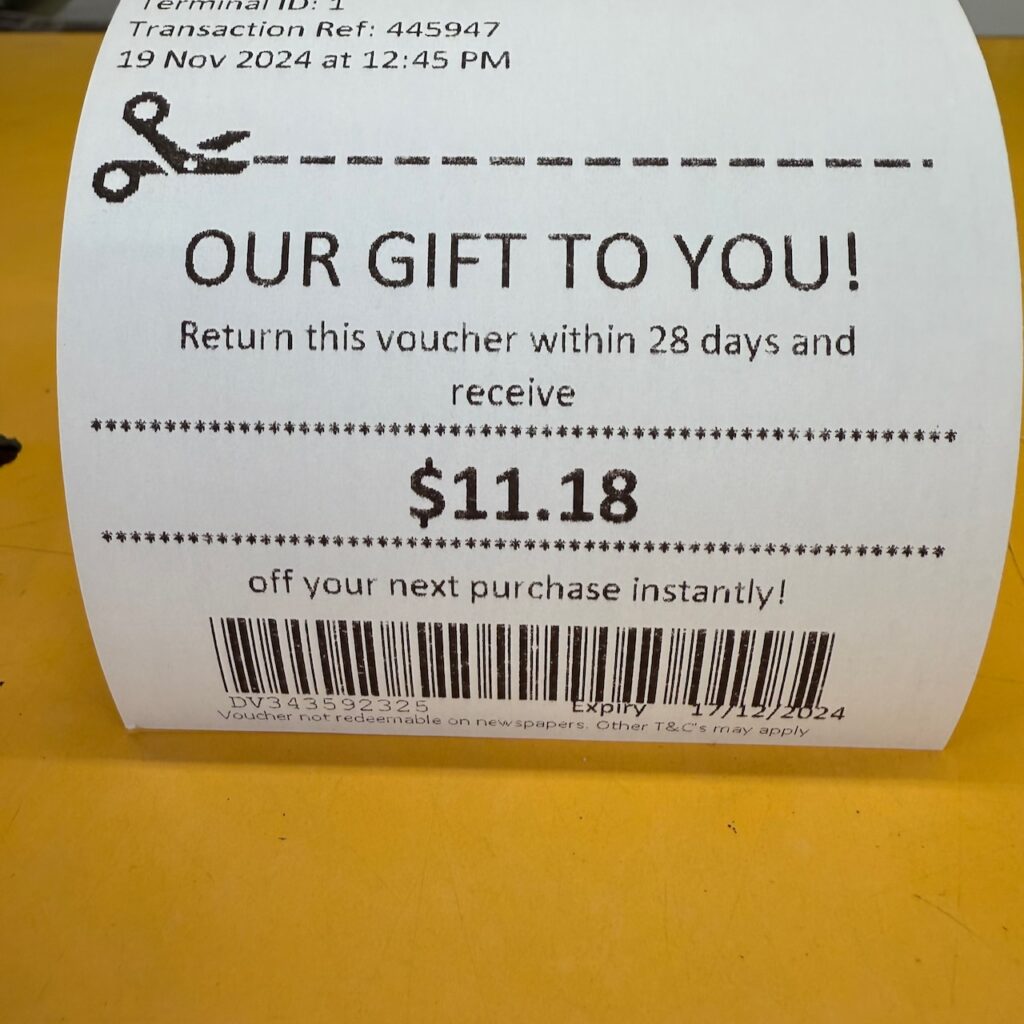 Terminal ID: 1
Transaction Ref: 445947
19 Nov 2024 at 12:45 PM
OUR GIFT TO YOU!
Return this voucher within 28 days and
receive
$11.18
off your next purchase instantly!
DV343592325 Expiry 17/12/2024
Voucher not redeemable on newspapers. Other T&C's may apply